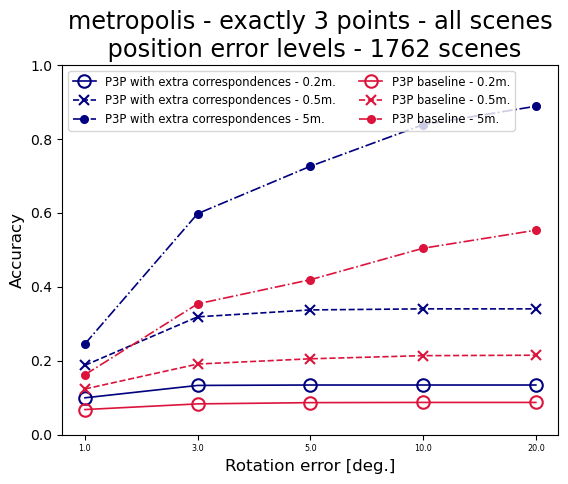 metropolis - exactly 3 points - all scenes
position error levels - 1762 scenes
P3P with extra correspondences - 0.2m.
P3P with extra correspondences - 0.5m.
P3P with extra correspondences - 5m.
P3P baseline - 0.2m.
P3P baseline - 0.5m.
P3P baseline - 5m.
Accuracy
1.0
0.8
0.6
0.4
0.2
0.0
1.0 3.0 5.0 10.0 20.0
Rotation error [deg.]